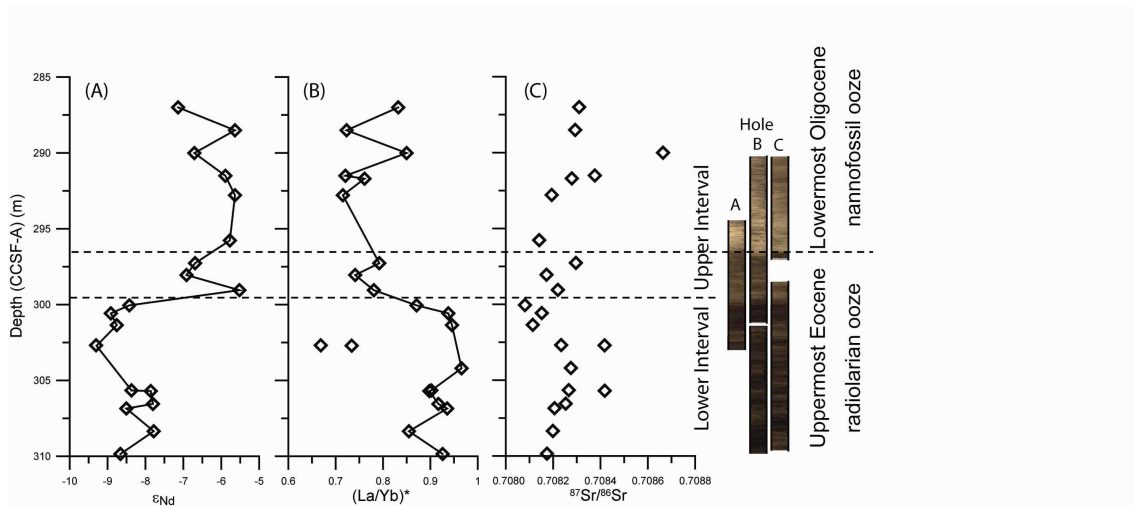 (A)
(B)
(C)
285
290
295
300
305
310
Depth (CCSF-A) (m)
-10 -9 -8 -7 -6 -5
εNd
0.6 0.7 0.8 0.9 1
(La/Yb)*
0.7080 0.7082 0.7084 0.7086 0.7088
87Sr/86Sr
Lower Interval
Upper Interval
Hole
A
B
C
Uppermost Eocene
radiolarian ooze
Lowermost Oligocene
nannofossil ooze